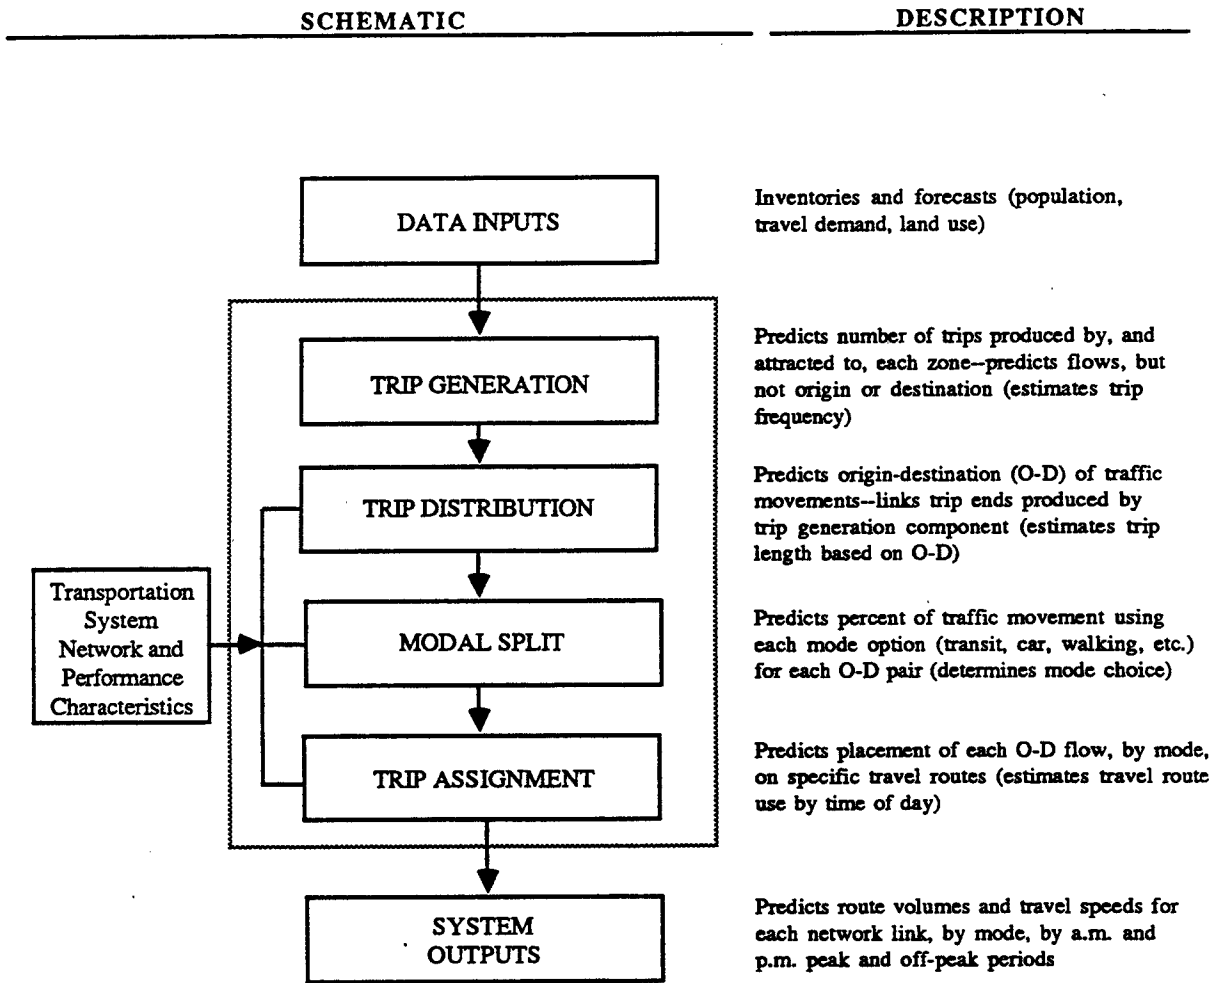 SCHEMATIC
DESCRIPTION
DATA INPUTS
Inventories and forecasts (population,
travel demand, land use)
TRIP GENERATION
Predicts number of trips produced by, and
attracted to, each zone--predicts flows, but
not origin or destination (estimates trip
frequency)
TRIP DISTRIBUTION
Predicts origin-destination (O-D) of traffic
movements--links trip ends produced by
trip generation component (estimates trip
length based on O-D)
Transportation
System
Network and
Performance
Characteristics
MODAL SPLIT
Predicts percent of traffic movement using
each mode option (transit, car, walking, etc.)
for each O-D pair (determines mode choice)
TRIP ASSIGNMENT
Predicts placement of each O-D flow, by mode,
on specific travel routes (estimates travel route
use by time of day)
SYSTEM
OUTPUTS
Predicts route volumes and travel speeds for
each network link, by mode, by a.m. and
p.m. peak and off-peak periods